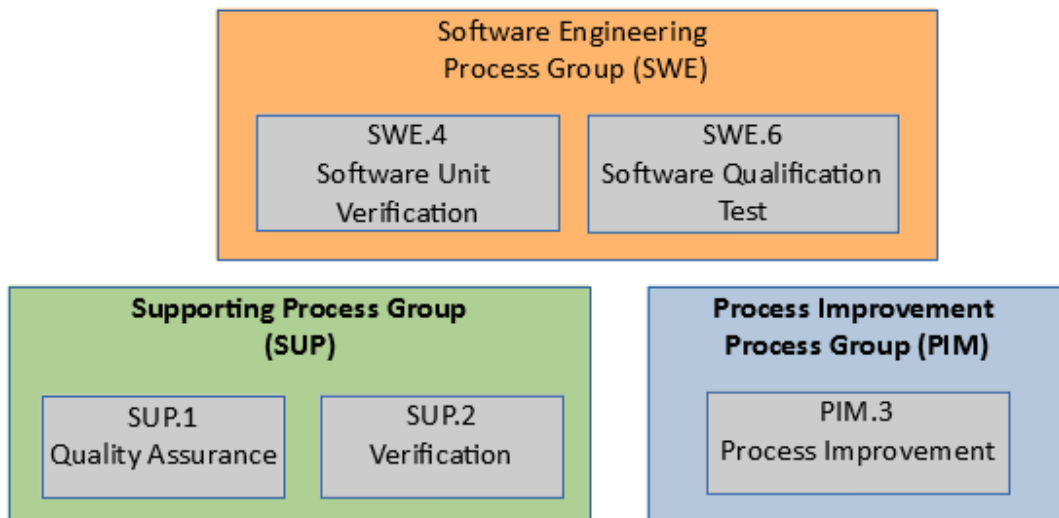 Software Engineering
Process Group (SWE)
SWE.4
Software Unit
Verification
SWE.6
Software Qualification
Test
Supporting Process Group
(SUP)
SUP.1
Quality Assurance
SUP.2
Verification
Process Improvement
Process Group (PIM)
PIM.3
Process Improvement